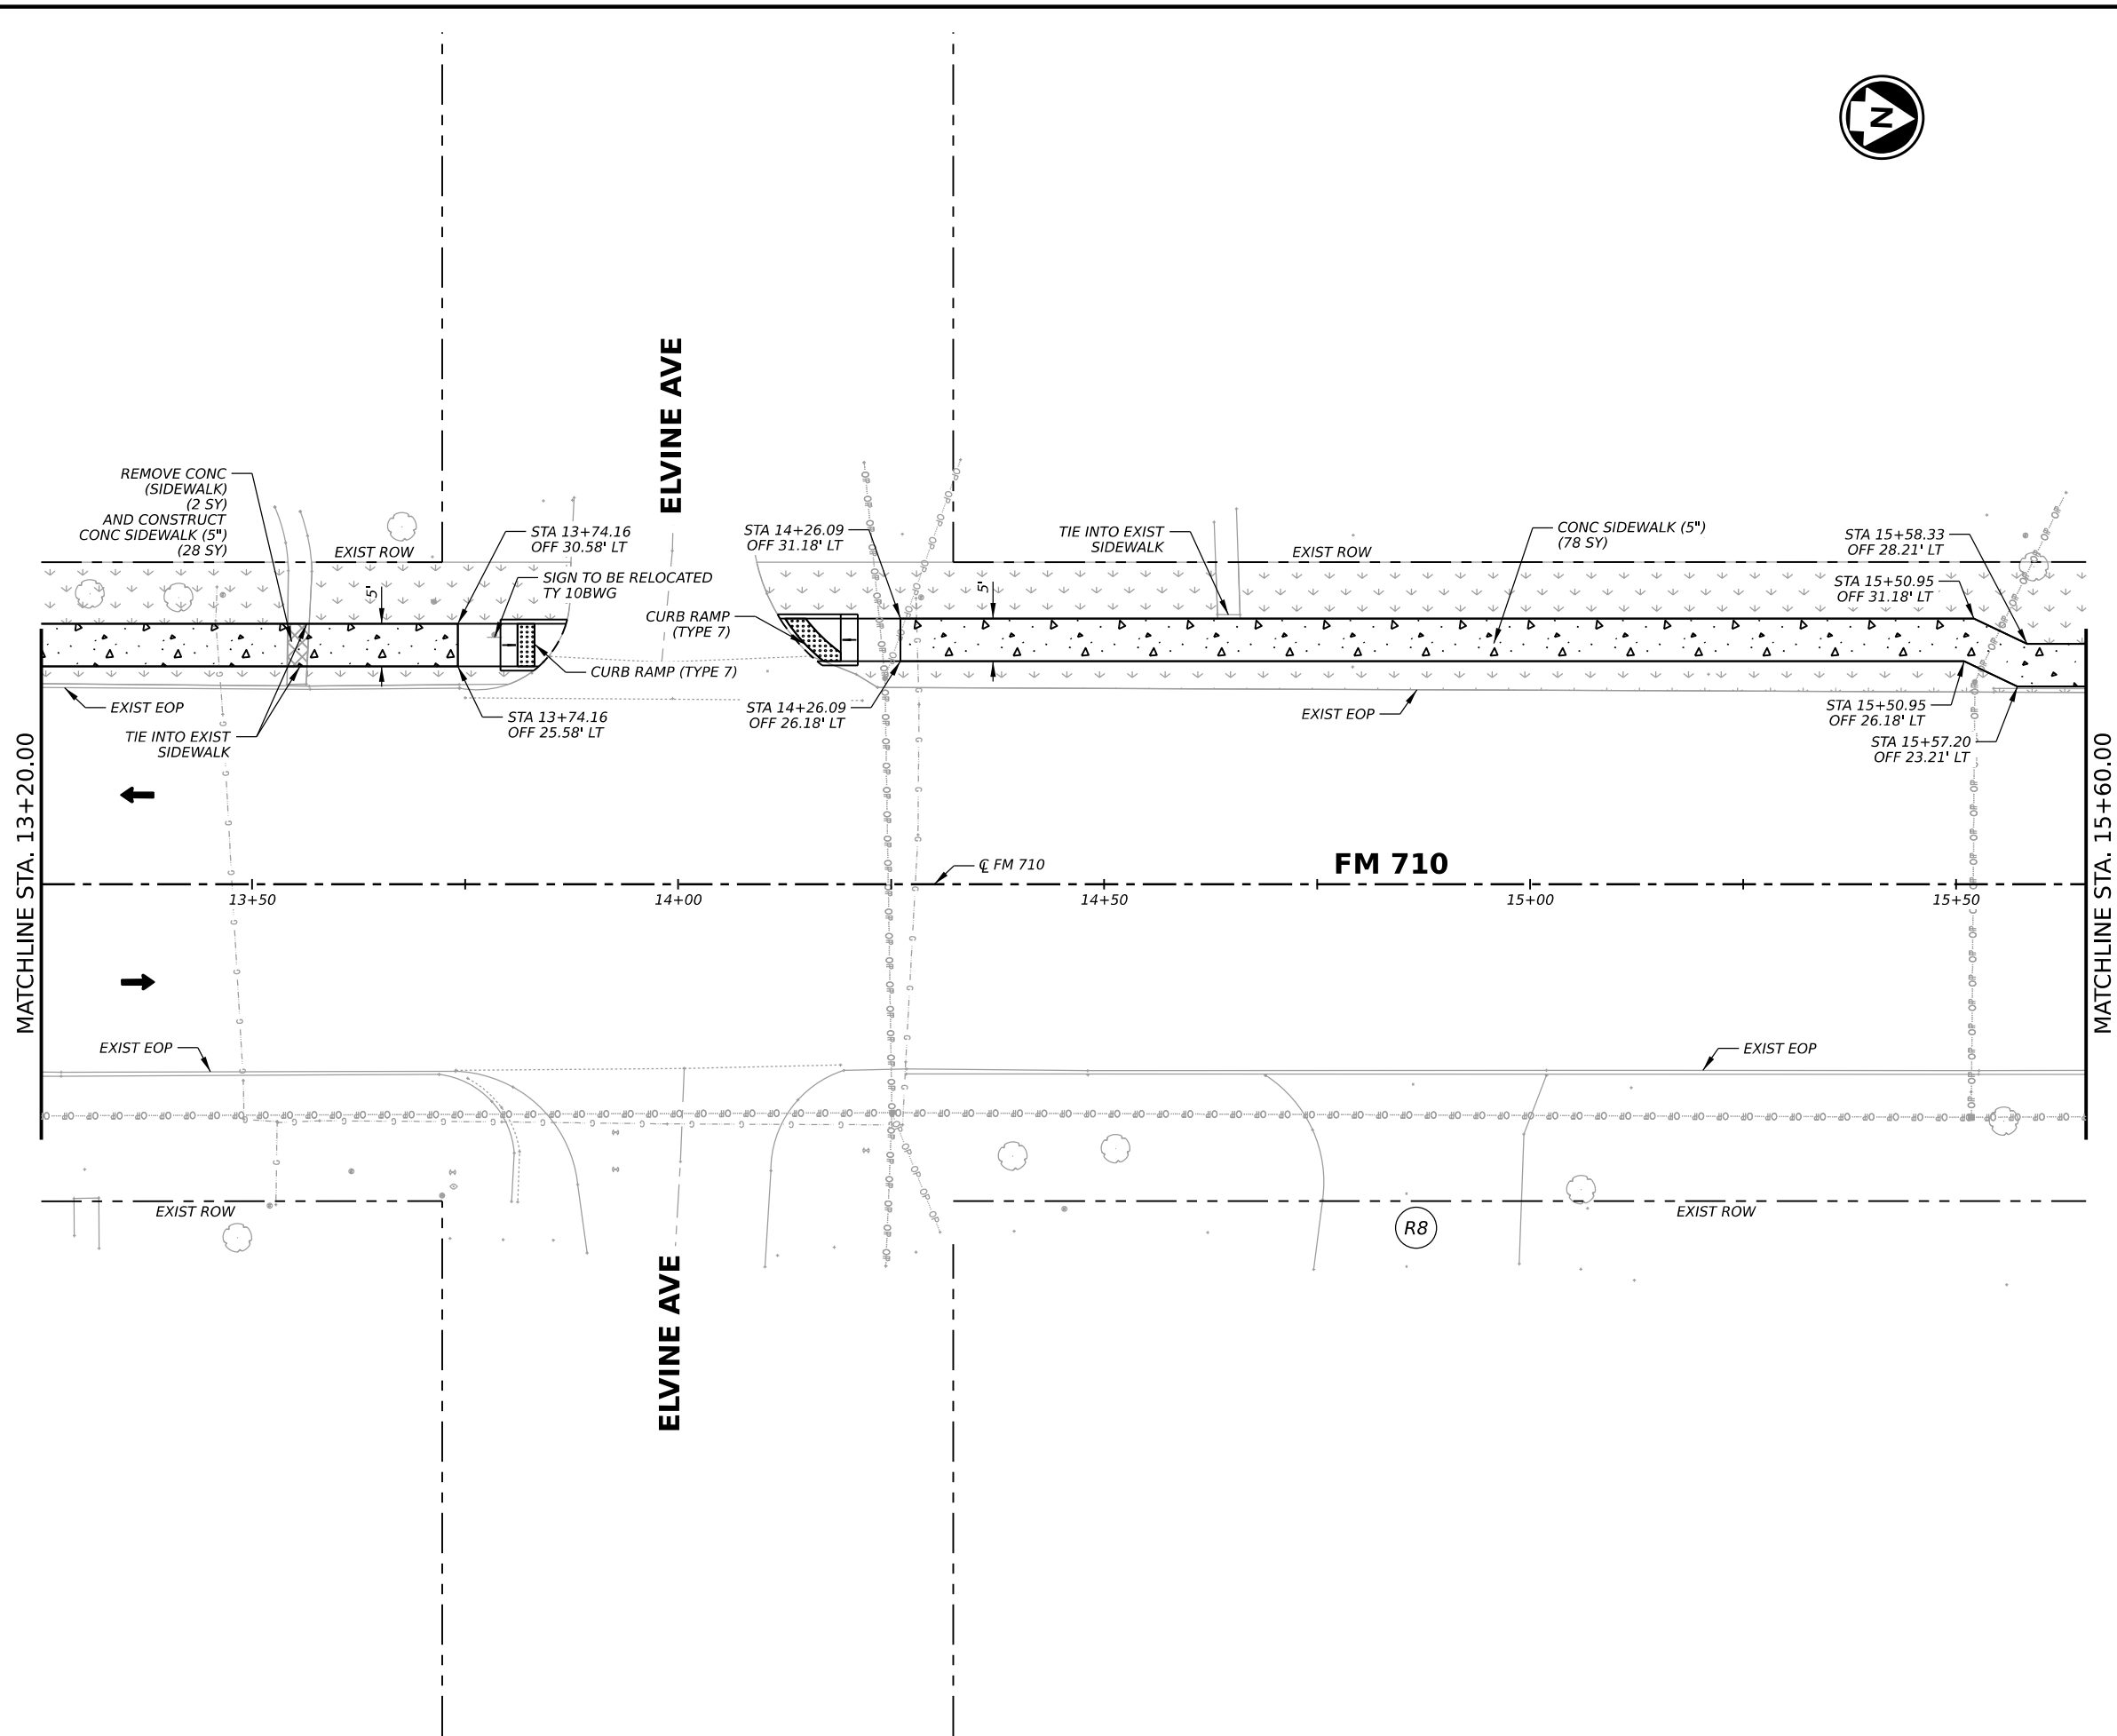 N
ELVINE AVE
REMOVE CONC
(SIDEWALK)
(2 SY)
AND CONSTRUCT
CONC SIDEWALK (5")
(28 SY)
EXIST ROW
STA 13+74.16
OFF 30.58' LT
SIGN TO BE RELOCATED
TY 10BWG
5'
STA 14+26.09
OFF 31.18' LT
CURB RAMP
(TYPE 7)
CURB RAMP (TYPE 7)
TIE INTO EXIST
SIDEWALK
5'
EXIST ROW
CONC SIDEWALK (5")
(78 SY)
STA 15+58.33
OFF 28.21' LT
STA 15+50.95
OFF 31.18' LT
EXIST EOP
TIE INTO EXIST
SIDEWALK
STA 13+74.16
OFF 25.58' LT
STA 14+26.09
OFF 26.18' LT
EXIST EOP
STA 15+50.95
OFF 26.18' LT
STA 15+57.20
OFF 23.21' LT
MATCHLINE STA. 13+20.00
MATCHLINE STA. 15+60.00
℄ FM 710
FM 710
13+50
14+00
14+50
15+00
15+50
EXIST EOP
EXIST EOP
EXIST ROW
R8
EXIST ROW
ELVINE AVE